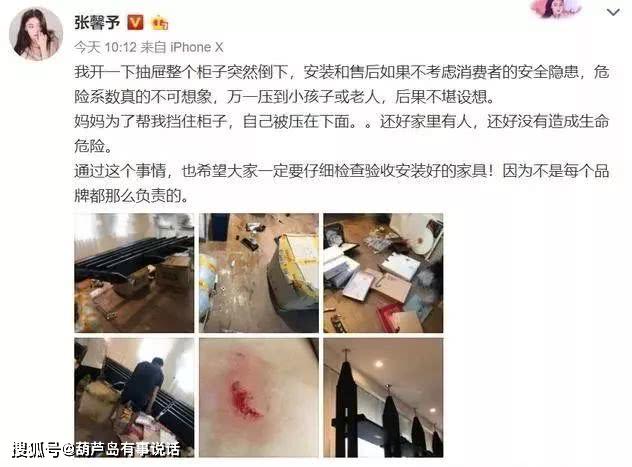 张馨予
今天 10:12 来自 iPhone X
我开一下抽屉整个柜子突然倒下，安装和售后如果不考虑消费者的安全隐患，危
险系数真的不可想象，万一压到小孩子或老人，后果不堪设想。
妈妈为了帮我挡住柜子，自己被压在下面。。还好家里有人，还好没有造成生命
危险。
通过这个事情，也希望大家一定要仔细检查验收安装好的家具！因为不是每个品
牌都那么负责的。
搜狐号@葫芦岛有事说话